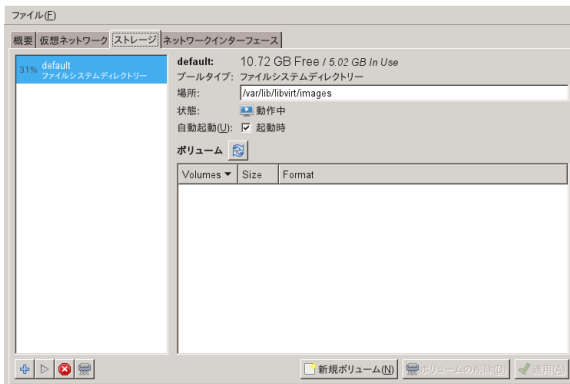 ファイル(F)
概要 仮想ネットワーク ストレージ ネットワークインターフェース
31% default
ファイルシステムディレクトリー
default: 10.72 GB Free / 5.02 GB In Use
プールタイプ: ファイルシステムディレクトリー
場所: /var/lib/libvirt/images
状態: 動作中
自動起動(U): 起動時
ボリューム
Volumes Size Format
新規ボリューム(N) ボリュームの削除(D) 適用(A)